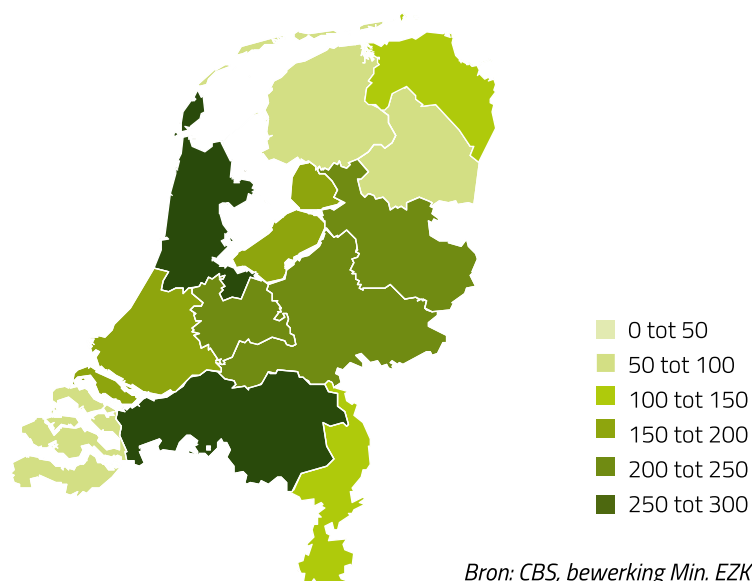 0 tot 50
50 tot 100
100 tot 150
150 tot 200
200 tot 250
250 tot 300
Bron: CBS, bewerking Min. EZK